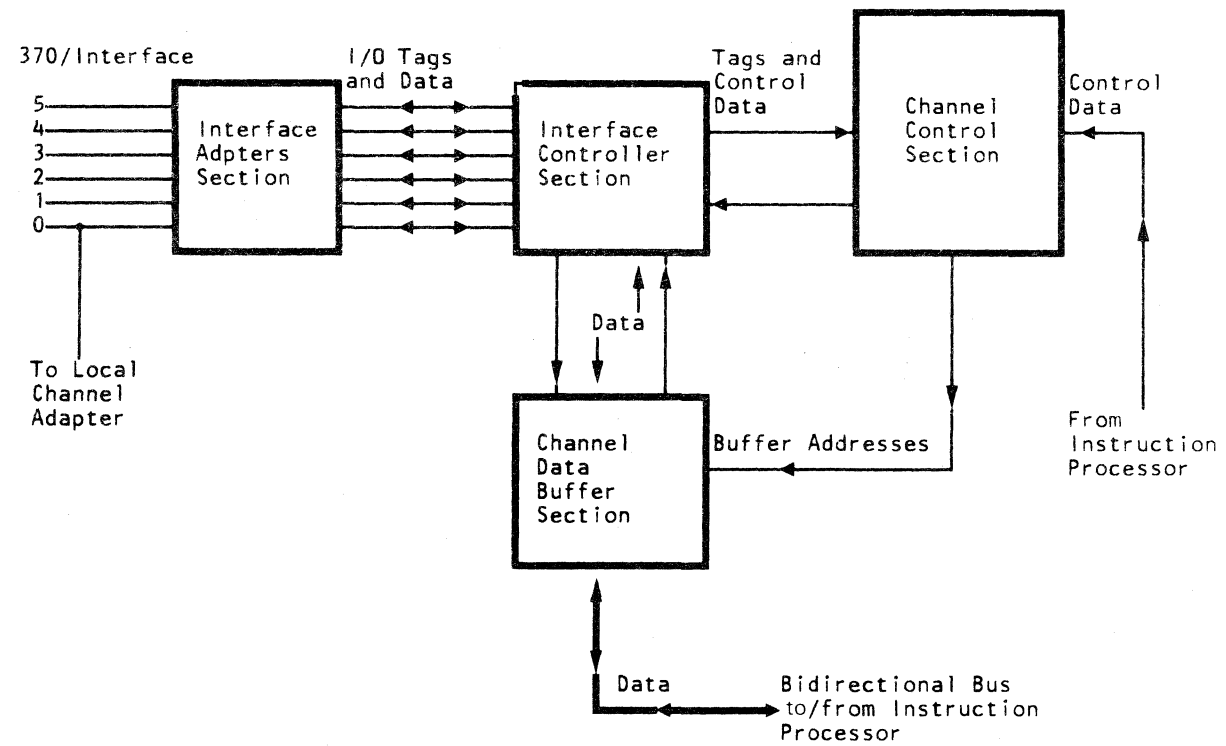 370/Interface
5
4
3
2
1
0
To Local
Channel
Adapter
Interface
Adpters
Section
I/O Tags
and Data
Interface
Controller
Section
Tags and
Control
Data
Channel
Control
Section
Control
Data
From
Instruction
Processor
Data
Channel
Data
Buffer
Section
Buffer Addresses
Data
Bidirectional Bus
to/from Instruction
Processor